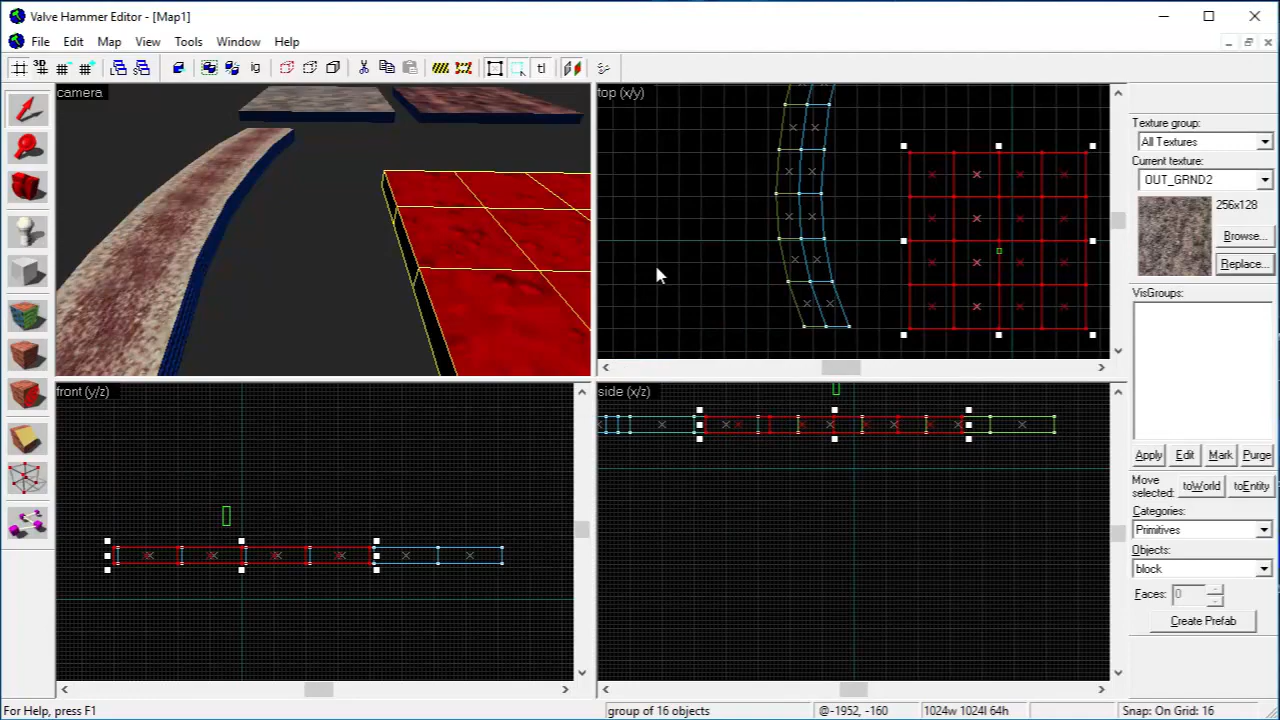 Valve Hammer Editor - [Map1]
File Edit Map View Tools Window Help
3D ig tl
camera
top (x/y)
front (y/z)
side (x/z)
Texture group:
All Textures
Current texture:
OUT_GRND2
256x128
Browse...
Replace...
VisGroups:
Apply Edit Mark Purge
Move selected:
toWorld toEntity
Categories:
Primitives
Objects:
block
Faces: 0
Create Prefab
For Help, press F1 group of 16 objects @-1952, -160 1024w 1024l 64h Snap: On Grid: 16